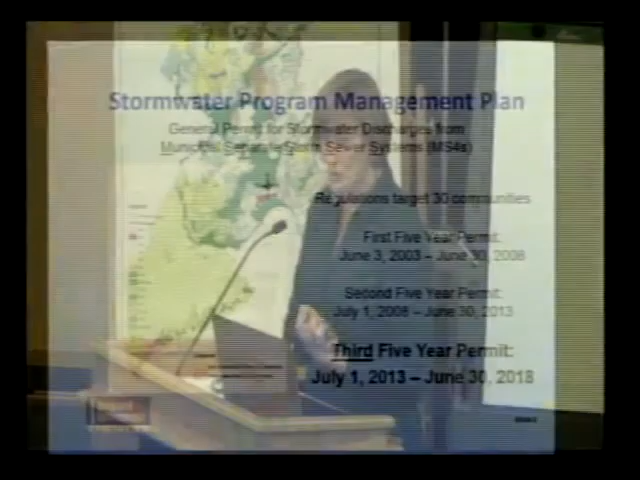 Stormwater Program Management Plan
General Permit for Stormwater Discharges from
Municipal Separate Storm Sewer Systems (MS4s)
Regulations target 30 communities
First Five Year Permit:
June 3, 2003 – June 30, 2008
Second Five Year Permit:
July 1, 2008 – June 30, 2013
Third Five Year Permit:
July 1, 2013 – June 30, 2018